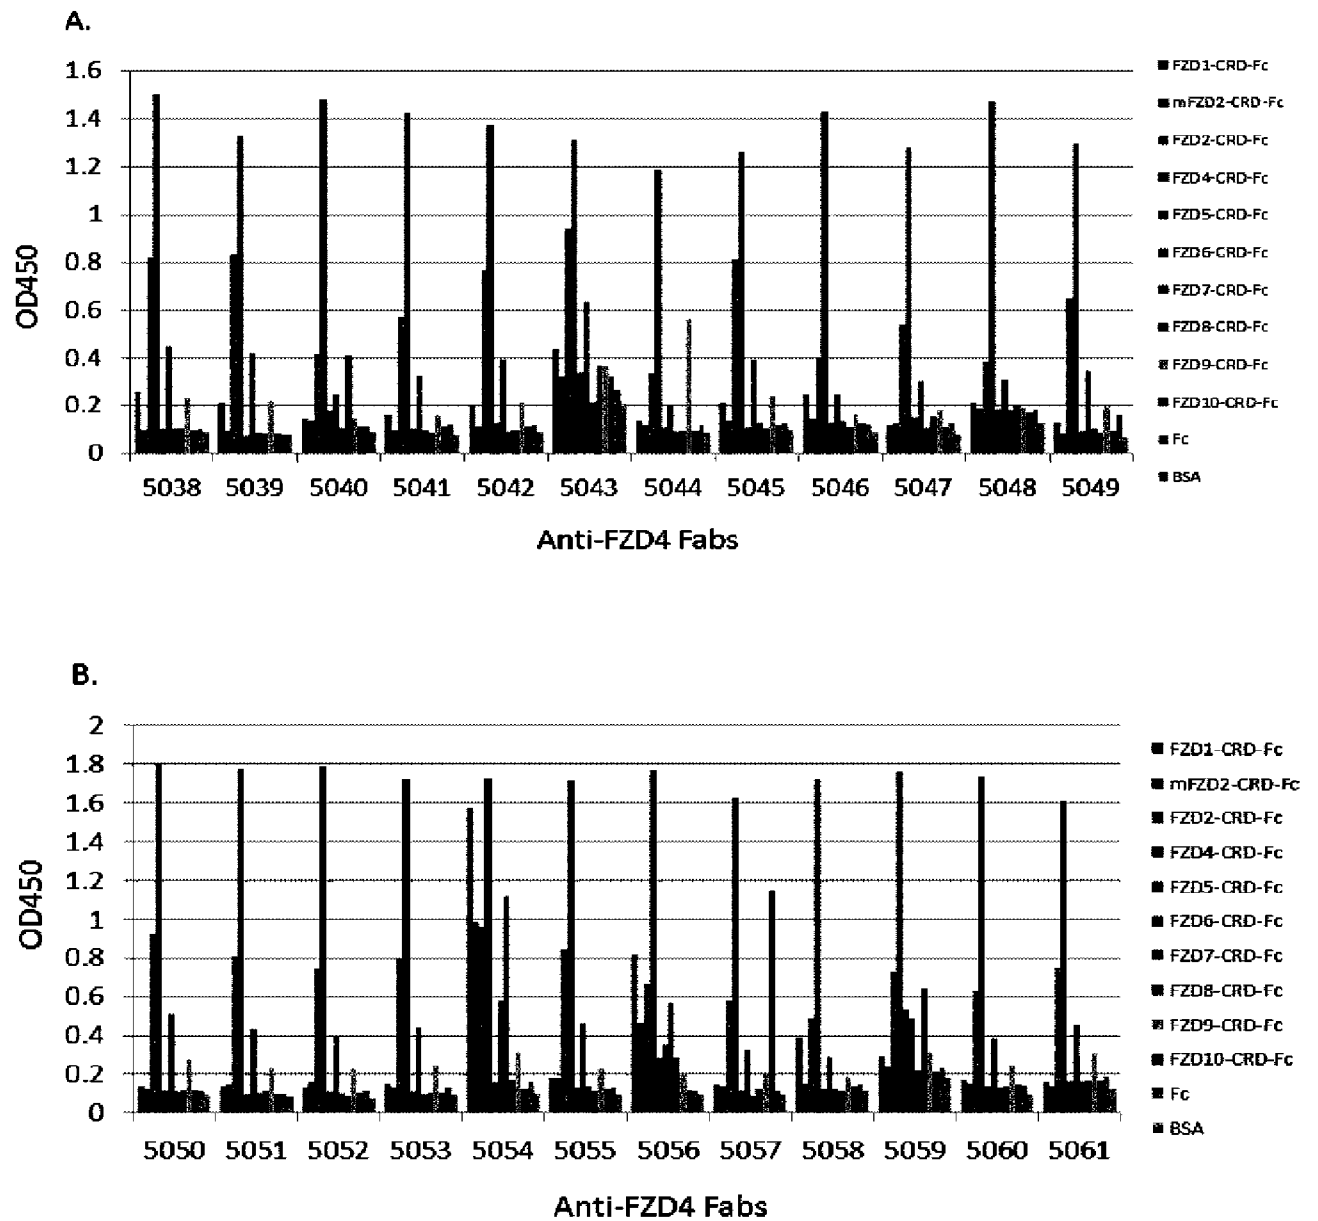 A.
1.6
1.4
1.2
1
0.8
0.6
0.4
0.2
0
OD450
5038 5039 5040 5041 5042 5043 5044 5045 5046 5047 5048 5049
Anti-FZD4 Fabs
FZD1-CRD-Fc
mFZD2-CRD-Fc
FZD2-CRD-Fc
FZD4-CRD-Fc
FZD5-CRD-Fc
FZD6-CRD-Fc
FZD7-CRD-Fc
FZD8-CRD-Fc
FZD9-CRD-Fc
FZD10-CRD-Fc
Fc
BSA
B.
2
1.8
1.6
1.4
1.2
1
0.8
0.6
0.4
0.2
0
OD450
5050 5051 5052 5053 5054 5055 5056 5057 5058 5059 5060 5061
Anti-FZD4 Fabs
FZD1-CRD-Fc
mFZD2-CRD-Fc
FZD2-CRD-Fc
FZD4-CRD-Fc
FZD5-CRD-Fc
FZD6-CRD-Fc
FZD7-CRD-Fc
FZD8-CRD-Fc
FZD9-CRD-Fc
FZD10-CRD-Fc
Fc
BSA